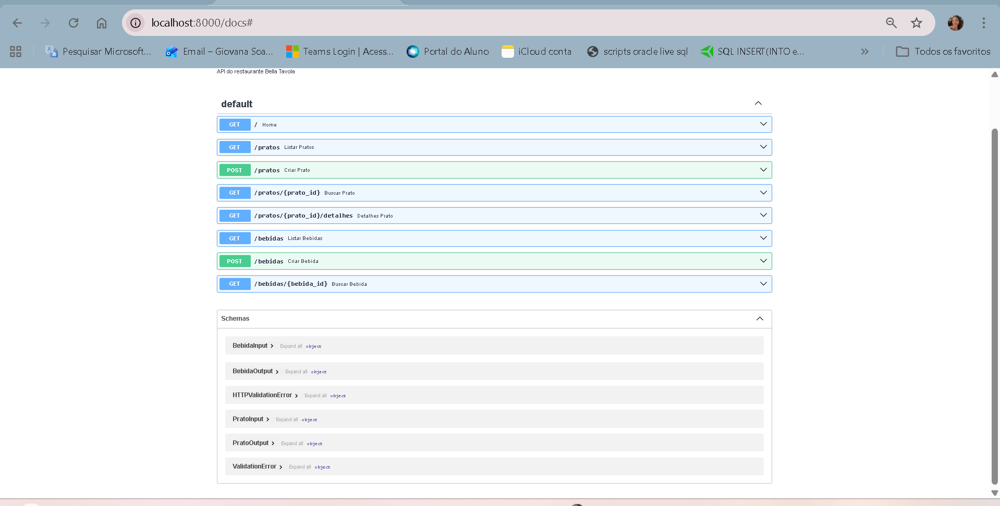 localhost:8000/docs#
Pesquisar Microsoft... Email – Giovana Soa... Teams Login | Acess... Portal do Aluno iCloud conta scripts oracle live sql SQL INSERT(INTO e... Todos os favoritos
API do restaurante Bella Tavola
default
GET / Home
GET /pratos Listar Pratos
POST /pratos Criar Prato
GET /pratos/{prato_id} Buscar Prato
GET /pratos/{prato_id}/detalhes Detalhes Prato
GET /bebidas Listar Bebidas
POST /bebidas Criar Bebida
GET /bebidas/{bebida_id} Buscar Bebida
Schemas
BebidaInput Expand all object
BebidaOutput Expand all object
HTTPValidationError Expand all object
PratoInput Expand all object
PratoOutput Expand all object
ValidationError Expand all object